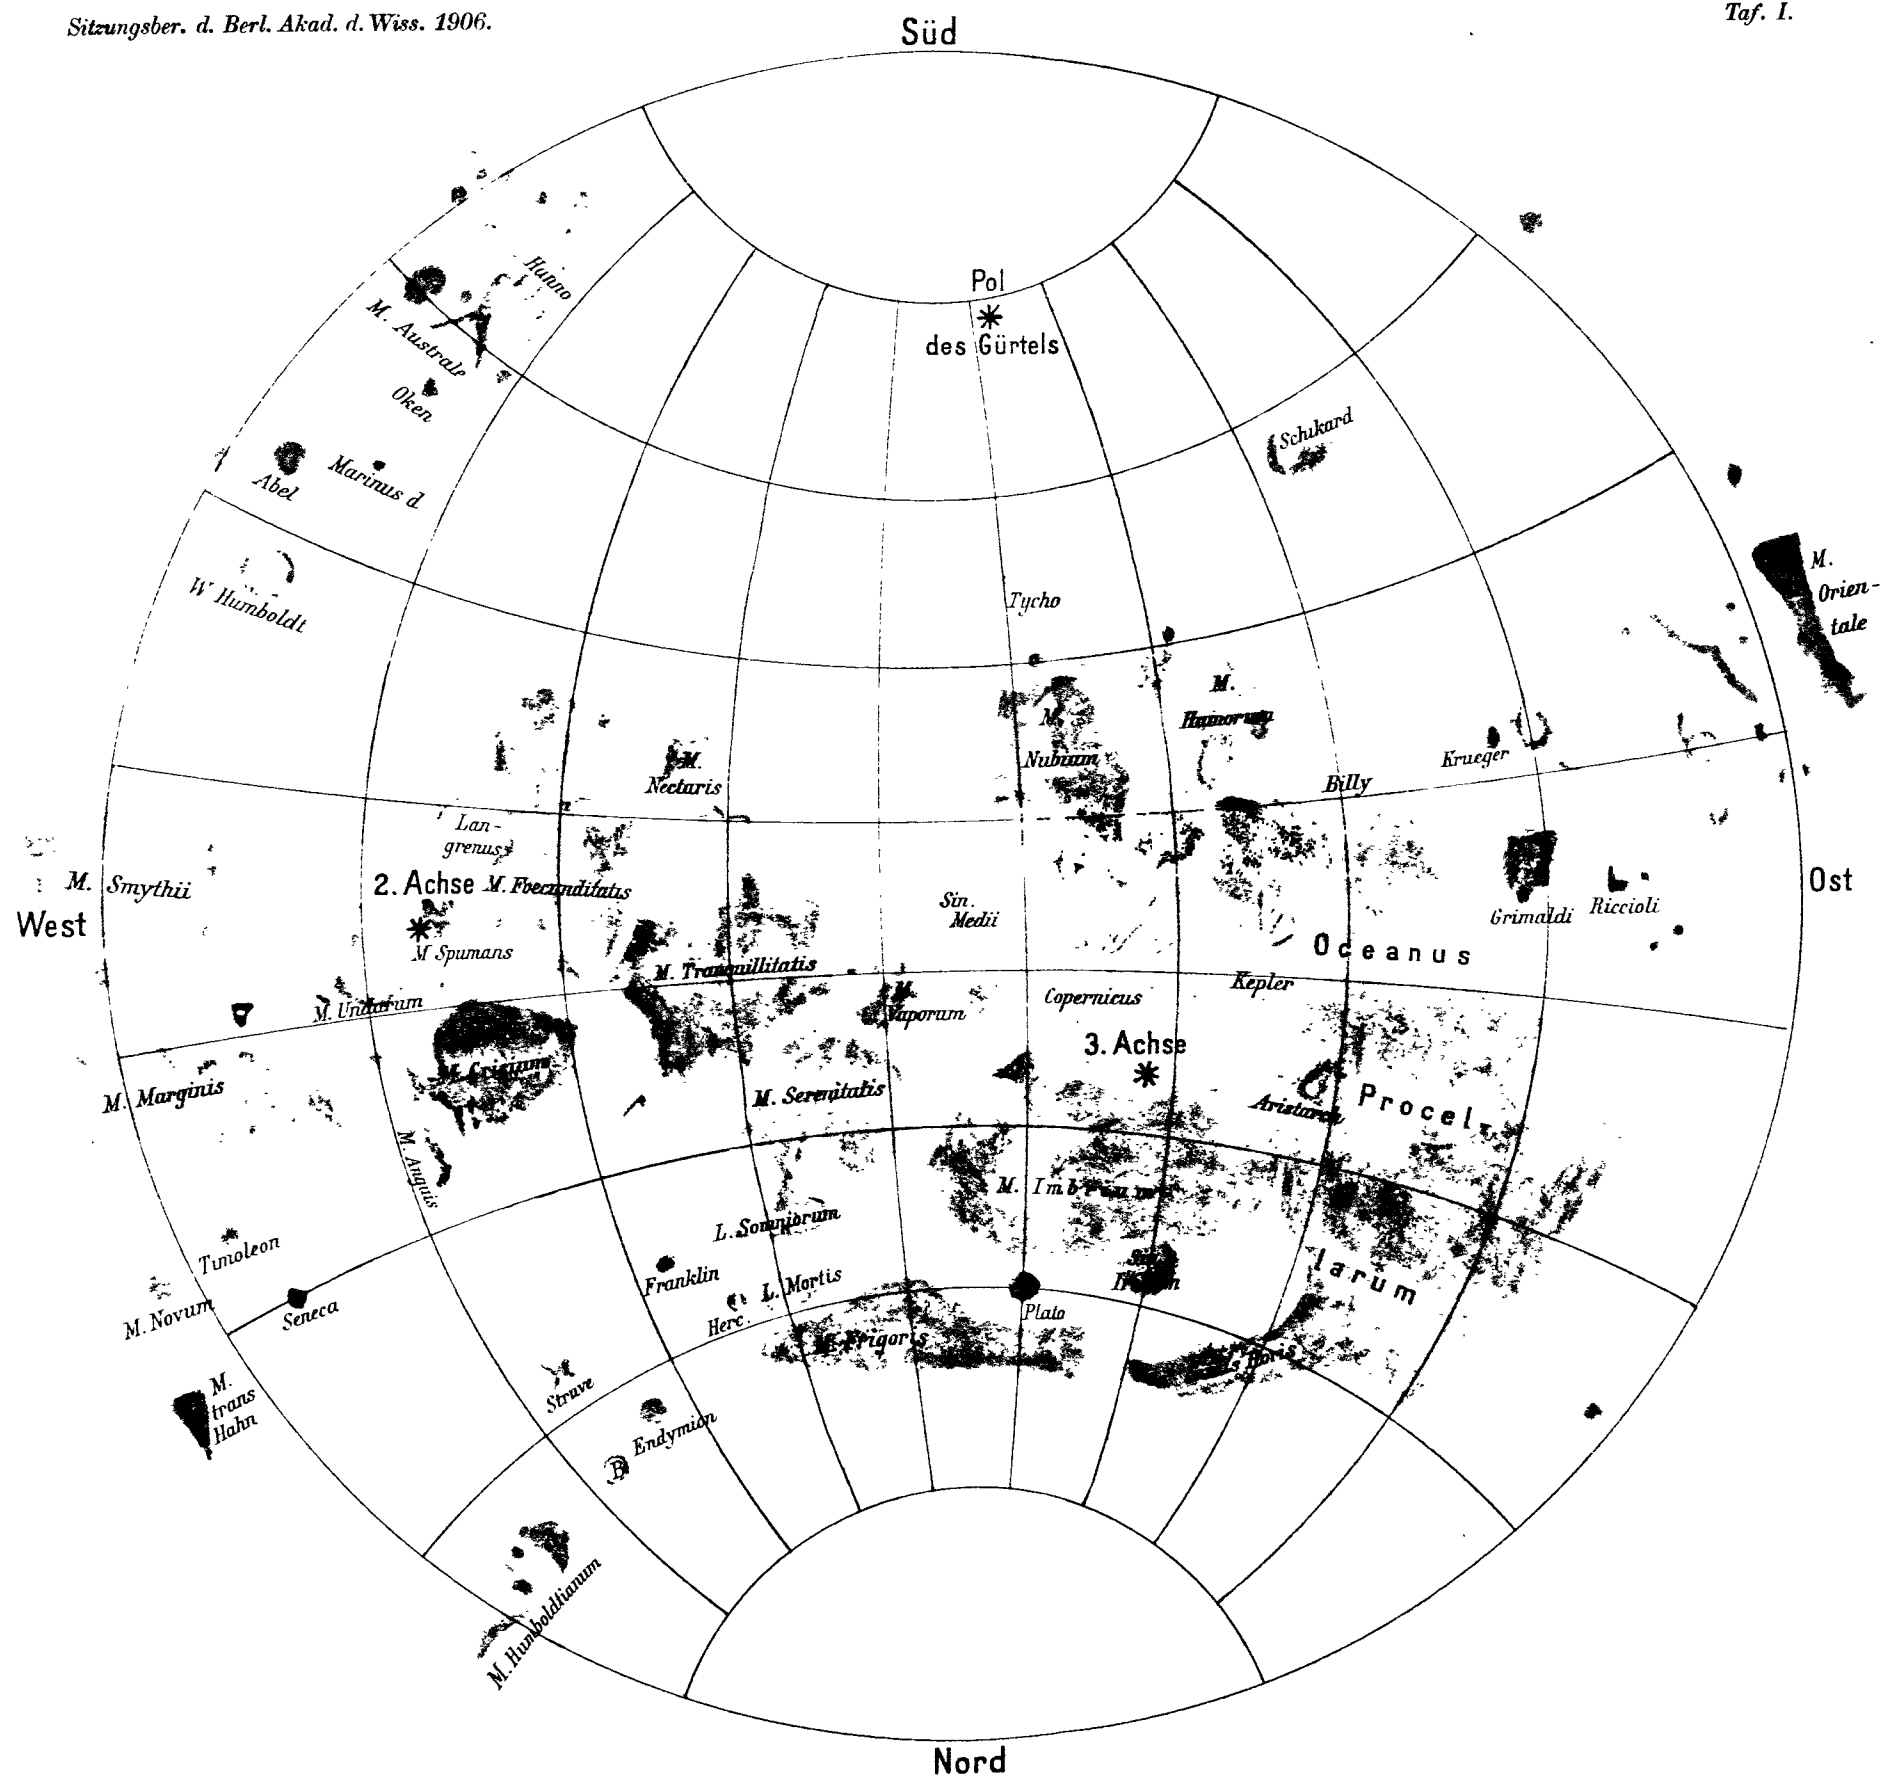 Sitzungsber. d. Berl. Akad. d. Wiss. 1906.
Taf. I.
Süd
Pol
des Gürtels
Hanno
M. Australe
Oken
Abel
Marinus d
W Humboldt
Schikard
M.
Orien-
tale
Tycho
M.
Humorum
M.
Nubium
M.
Nectaris
Krueger
Billy
Lan-
grenus
M. Smythii
2. Achse
M. Foecunditatis
West
M Spumans
Sin.
Medii
Grimaldi
Riccioli
Ost
Oceanus
M. Tranquillitatis
M. Undarum
M.
Vaporum
Copernicus
Kepler
3. Achse
M. Crisium
M. Marginis
M. Serenitatis
Aristarch
Procel-
M. Anguis
M. Imbrium
L. Somniorum
Timoleon
Franklin
L. Mortis
Herc.
Sin.
Iridum
larum
M. Novum
Seneca
Plato
M. Frigoris
Roris
M.
trans
Hahn
Struve
Endymion
B
M. Humboldtianum
Nord